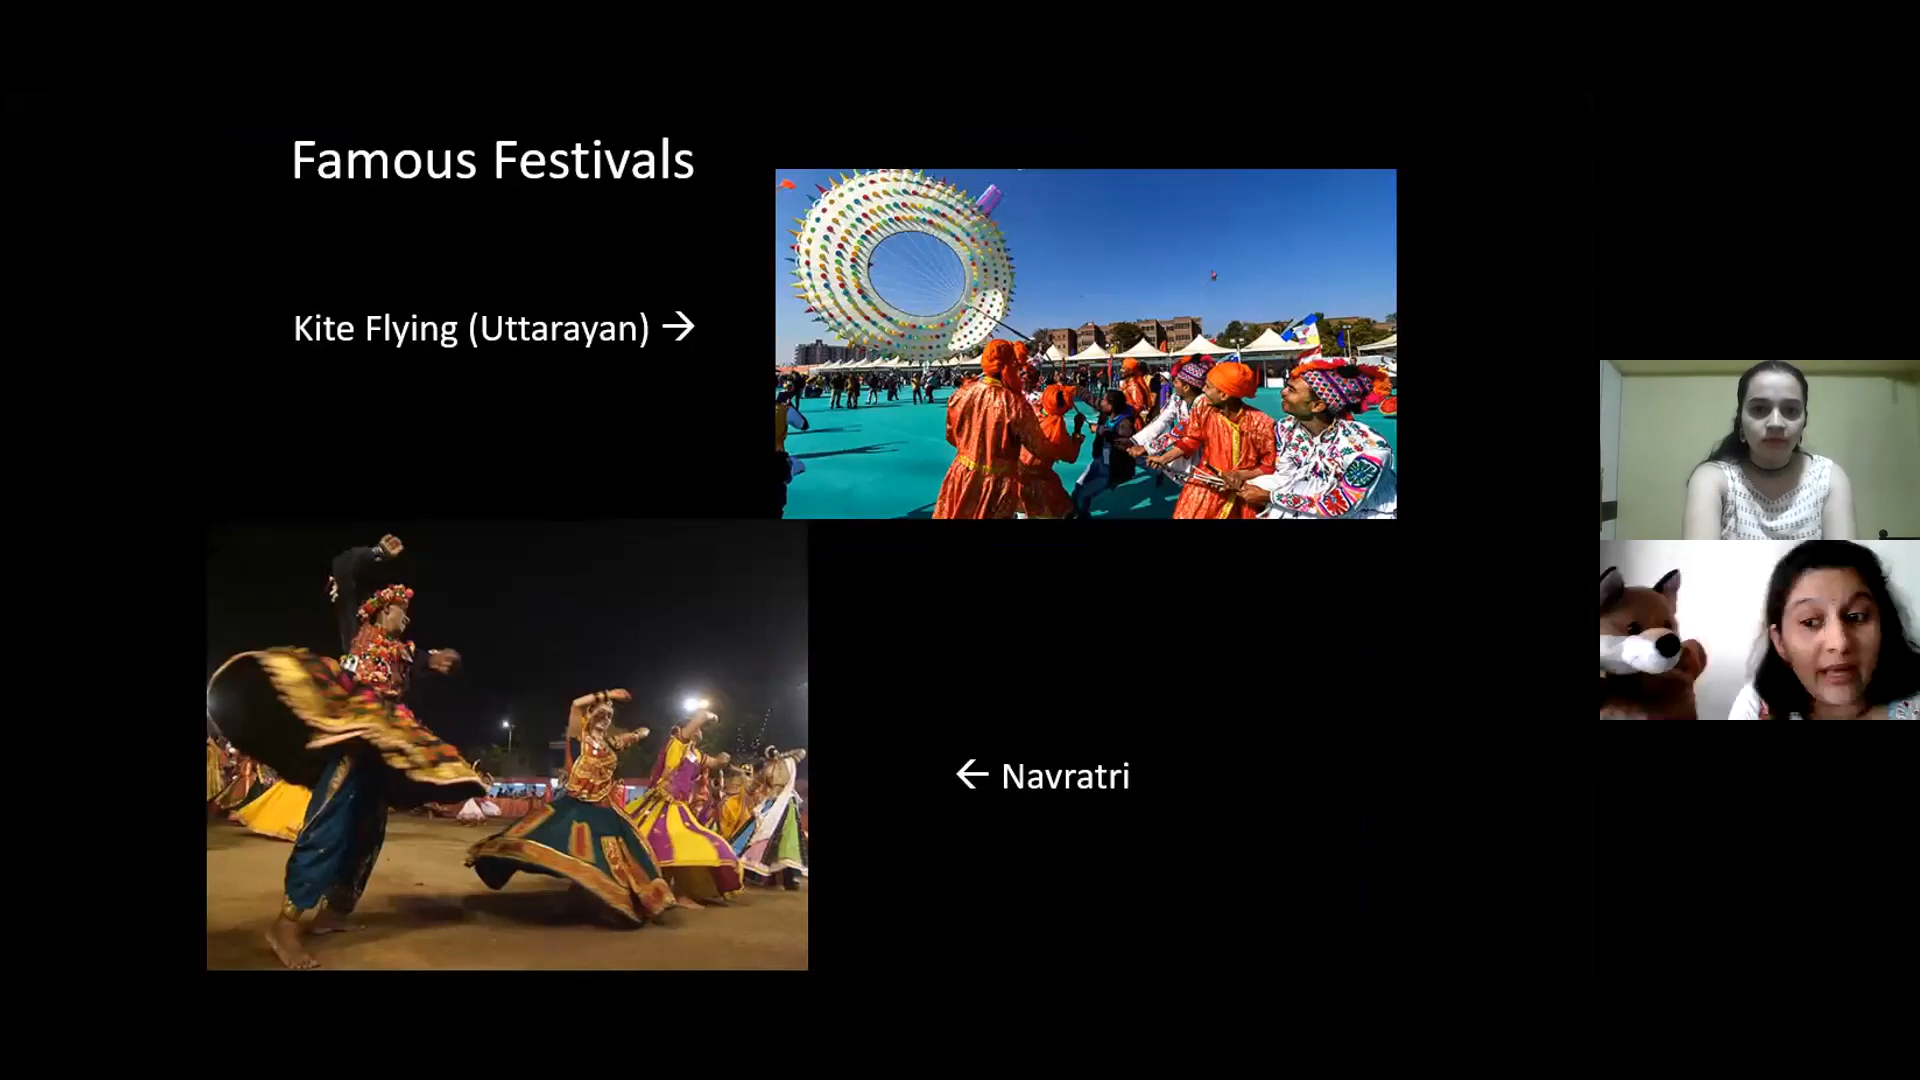 Famous Festivals
Kite Flying (Uttarayan) →
← Navratri